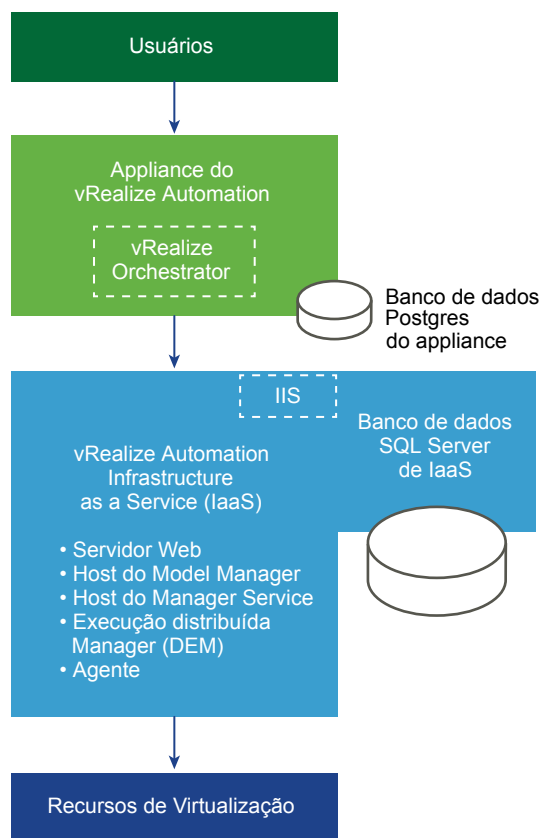 Usuários
Appliance do
vRealize Automation
vRealize
Orchestrator
Banco de dados
Postgres
do appliance
IIS
Banco de dados
SQL Server
de IaaS
vRealize Automation
Infrastructure
as a Service (IaaS)
• Servidor Web
• Host do Model Manager
• Host do Manager Service
• Execução distribuída
Manager (DEM)
• Agente
Recursos de Virtualização